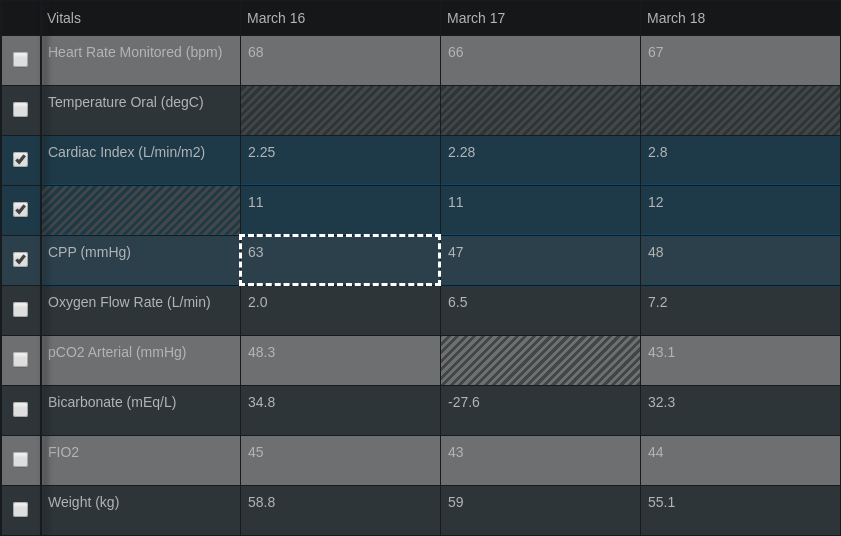 Vitals March 16 March 17 March 18
Heart Rate Monitored (bpm) 68 66 67
Temperature Oral (degC)
Cardiac Index (L/min/m2) 2.25 2.28 2.8
11 11 12
CPP (mmHg) 63 47 48
Oxygen Flow Rate (L/min) 2.0 6.5 7.2
pCO2 Arterial (mmHg) 48.3 43.1
Bicarbonate (mEq/L) 34.8 -27.6 32.3
FIO2 45 43 44
Weight (kg) 58.8 59 55.1